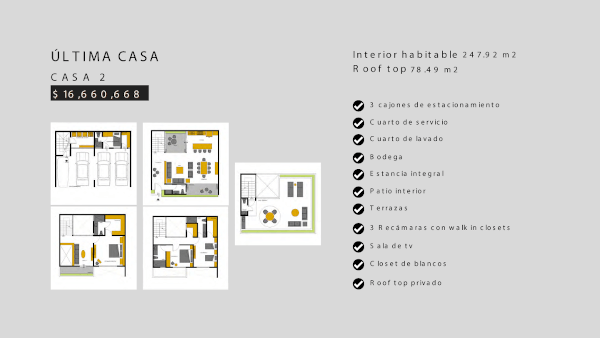 ÚLTIMA CASA
CASA 2
$ 16,660,668
Interior habitable 247.92 m2
Roof top 78.49 m2
3 cajones de estacionamiento
Cuarto de servicio
Cuarto de lavado
Bodega
Estancia integral
Patio interior
Terrazas
3 Recámaras con walk in closets
Sala de tv
Closet de blancos
Roof top privado